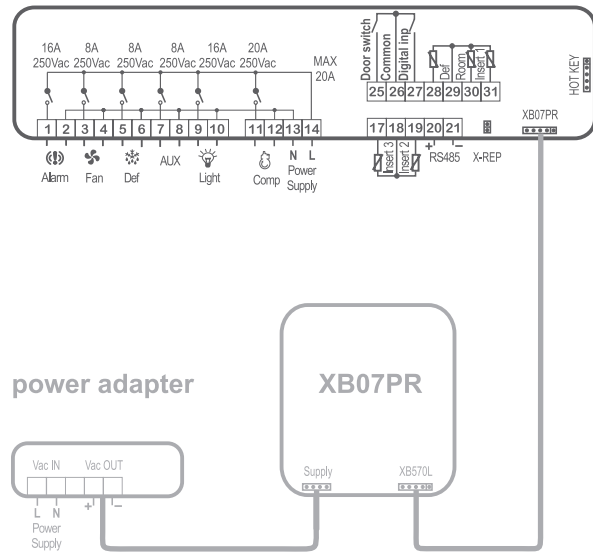 16A 8A 8A 8A 16A 20A
250Vac 250Vac 250Vac 250Vac 250Vac 250Vac
MAX
20A
Door switch
Common
Digital inp
Def
Room
Insert 1
HOT KEY
25 26 27 28 29 30 31
XB07PR
1 2 3 4 5 6 7 8 9 10 11 12 13 14
17 18 19 20 21
Alarm Fan Def AUX Light Comp
N L
Power
Supply
Insert 3
Insert 2
+ −
RS485
X-REP
power adapter
XB07PR
Vac IN Vac OUT
+ −
L N
Power
Supply
Supply
XB570L